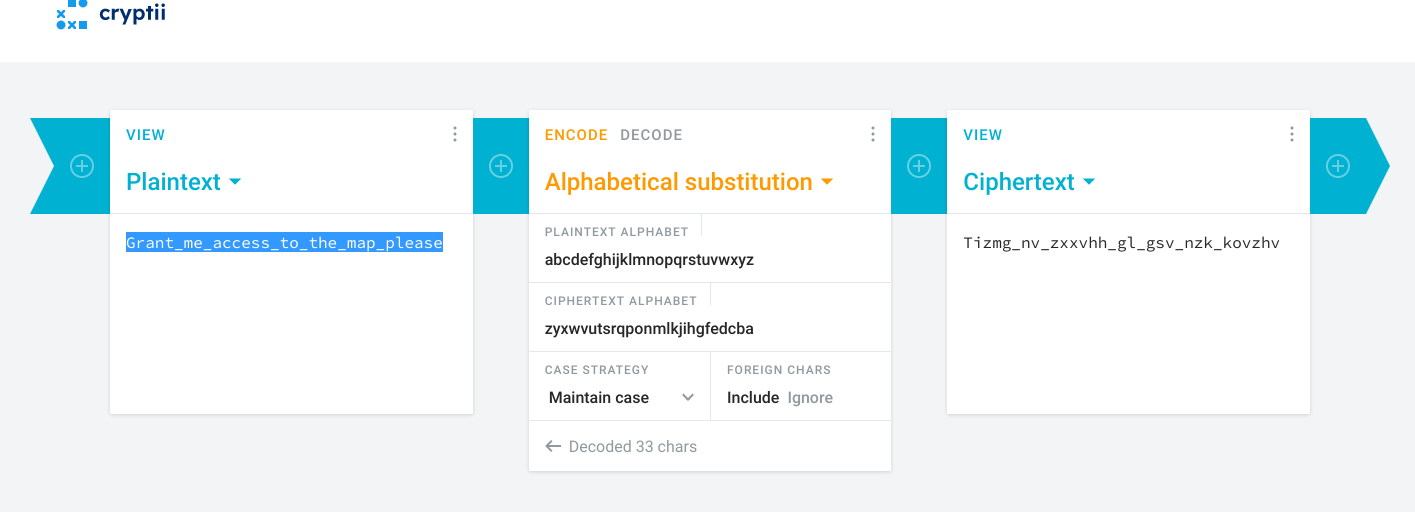 cryptii
VIEW
Plaintext
Grant_me_access_to_the_map_please
ENCODE DECODE
Alphabetical substitution
PLAINTEXT ALPHABET
abcdefghijklmnopqrstuvwxyz
CIPHERTEXT ALPHABET
zyxwvutsrqponmlkjihgfedcba
CASE STRATEGY
Maintain case
FOREIGN CHARS
Include Ignore
← Decoded 33 chars
VIEW
Ciphertext
Tizmg_nv_zxxvhh_gl_gsv_nzk_kovzhv